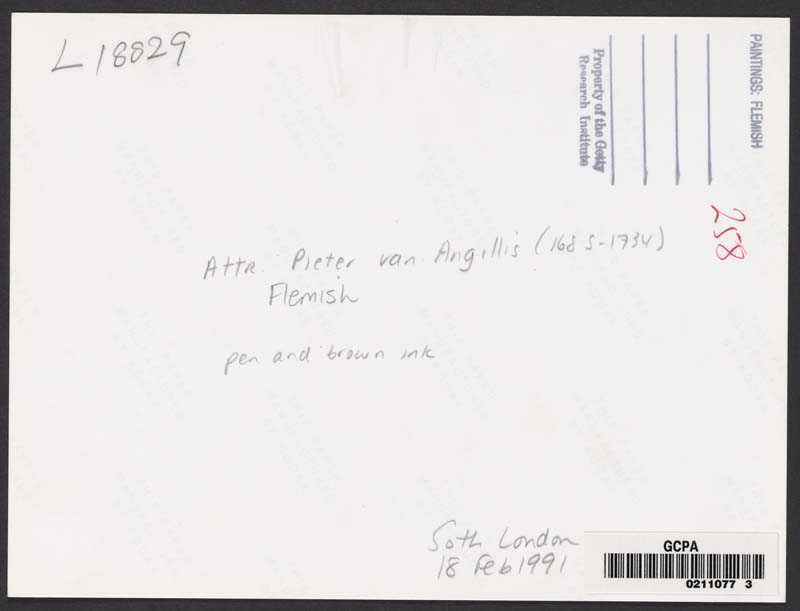 L18829
PAINTINGS: FLEMISH
Property of the Getty
Research Institute
258
Attr. Pieter van Angillis (1685-1734)
Flemish
pen and brown ink
Soth London
18 Feb 1991
GCPA
0211077 3